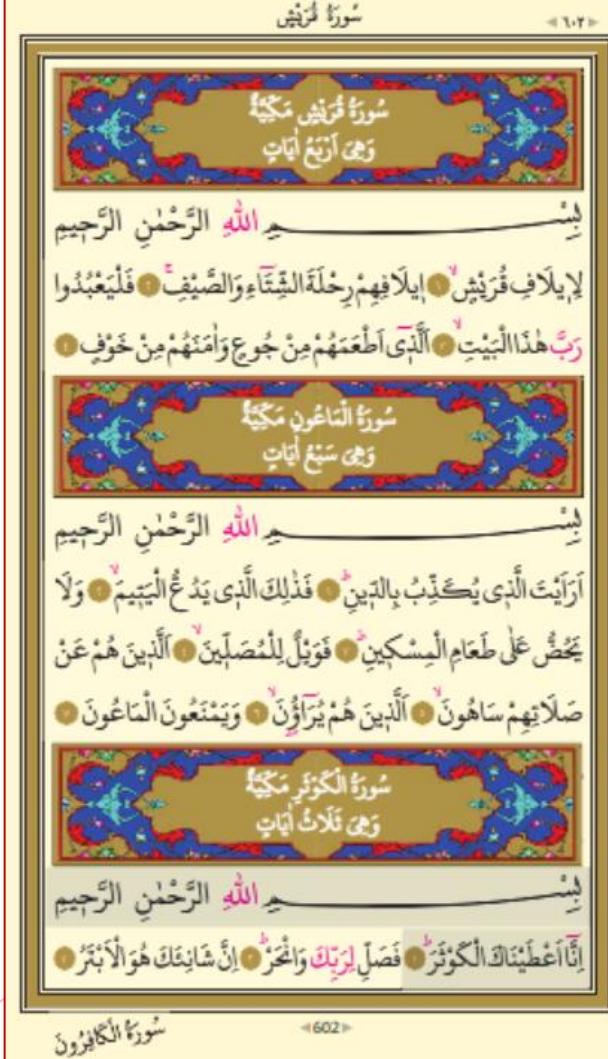 سُورَةُ قُرَيْشٍ
٦٠٢
سُورَةُ قُرَيْشٍ مَكِّيَّةٌ
وَهِىَ اَرْبَعُ اٰيَاتٍ
بِسْمِ اللّٰهِ الرَّحْمٰنِ الرَّحِيمِ
لِاِيلَافِ قُرَيْشٍۙ ﴿١﴾ اِيلَافِهِمْ رِحْلَةَ الشِّتَٓاءِ وَالصَّيْفِۚ ﴿٢﴾ فَلْيَعْبُدُوا
رَبَّ هٰذَا الْبَيْتِۙ ﴿٣﴾ اَلَّذٓى اَطْعَمَهُمْ مِنْ جُوعٍ وَاٰمَنَهُمْ مِنْ خَوْفٍ ﴿٤﴾
سُورَةُ الْمَاعُونِ مَكِّيَّةٌ
وَهِىَ سَبْعُ اٰيَاتٍ
بِسْمِ اللّٰهِ الرَّحْمٰنِ الرَّحِيمِ
اَرَاَيْتَ الَّذِى يُكَذِّبُ بِالدِّينِۜ ﴿١﴾ فَذٰلِكَ الَّذِى يَدُعُّ الْيَتِيمَۙ ﴿٢﴾ وَلَا
يَحُضُّ عَلٰى طَعَامِ الْمِسْكِينِۜ ﴿٣﴾ فَوَيْلٌ لِلْمُصَلِّينَۙ ﴿٤﴾ اَلَّذِينَ هُمْ عَنْ
صَلَاتِهِمْ سَاهُونَۙ ﴿٥﴾ اَلَّذِينَ هُمْ يُرَٓاؤُ۫نَۙ ﴿٦﴾ وَيَمْنَعُونَ الْمَاعُونَ ﴿٧﴾
سُورَةُ الْكَوْثَرِ مَكِّيَّةٌ
وَهِىَ ثَلَاثُ اٰيَاتٍ
بِسْمِ اللّٰهِ الرَّحْمٰنِ الرَّحِيمِ
اِنَّٓا اَعْطَيْنَاكَ الْكَوْثَرَۜ ﴿١﴾ فَصَلِّ لِرَبِّكَ وَانْحَرْۜ ﴿٢﴾ اِنَّ شَانِئَكَ هُوَ الْاَبْتَرُ ﴿٣﴾
602
سُورَةُ الْكَافِرُونَ